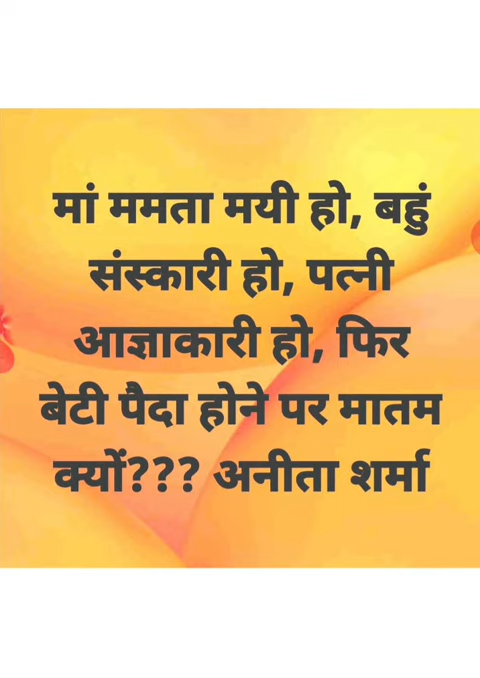 मां ममता मयी हो, बहुं
संस्कारी हो, पत्नी
आज्ञाकारी हो, फिर
बेटी पैदा होने पर मातम
क्यों??? अनीता शर्मा